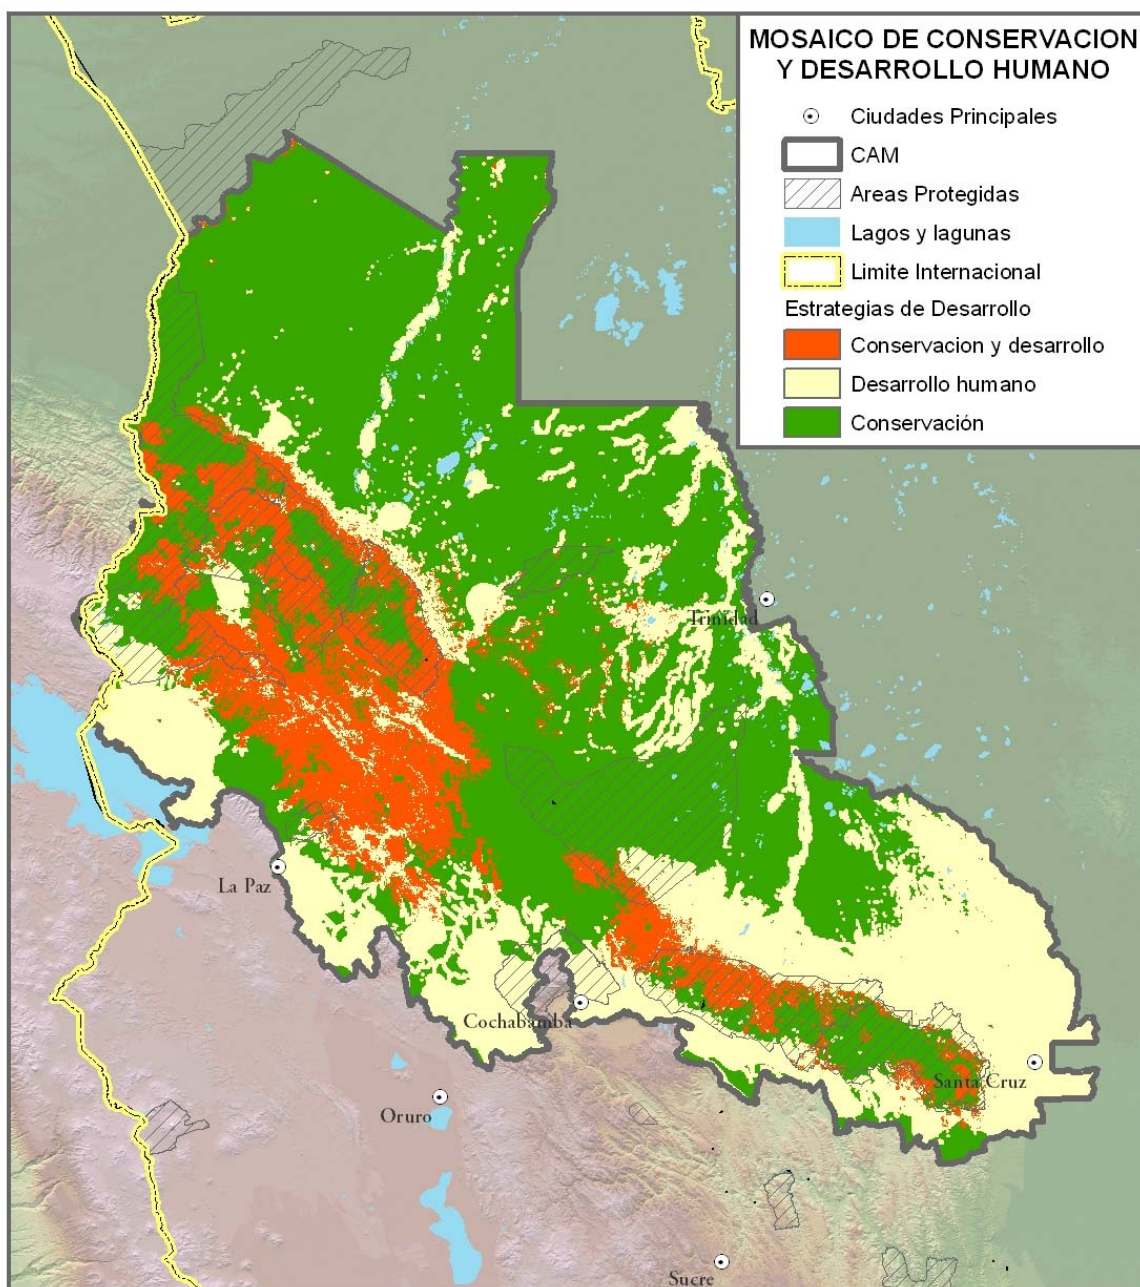 MOSAICO DE CONSERVACION
Y DESARROLLO HUMANO
Ciudades Principales
CAM
Areas Protegidas
Lagos y lagunas
Limite Internacional
Estrategias de Desarrollo
Conservacion y desarrollo
Desarrollo humano
Conservación
Trinidad
La Paz
Cochabamba
Santa Cruz
Oruro
Sucre